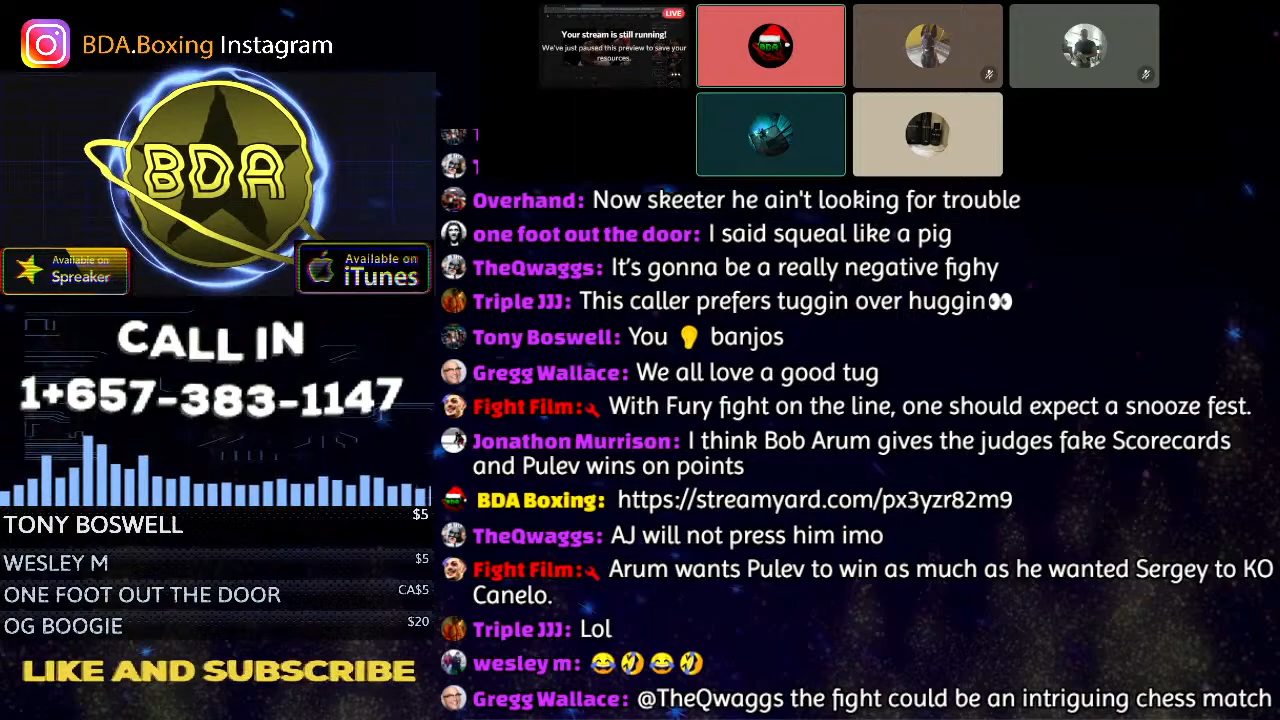 BDA.Boxing Instagram
LIVE
Your stream is still running!
We've just paused this preview to save your
resources.
BDA
BDA
Available on
Spreaker
Available on
iTunes
CALL IN
1+657-383-1147
TONY BOSWELL $5
WESLEY M $5
ONE FOOT OUT THE DOOR CA$5
OG BOOGIE $20
LIKE AND SUBSCRIBE
Overhand: Now skeeter he ain't looking for trouble
one foot out the door: I said squeal like a pig
TheQwaggs: It's gonna be a really negative fighy
Triple JJJ: This caller prefers tuggin over huggin👀
Tony Boswell: You 👂 banjos
Gregg Wallace: We all love a good tug
Fight Film: With Fury fight on the line, one should expect a snooze fest.
Jonathon Murrison: I think Bob Arum gives the judges fake Scorecards
and Pulev wins on points
BDA Boxing: https://streamyard.com/px3yzr82m9
TheQwaggs: AJ will not press him imo
Fight Film: Arum wants Pulev to win as much as he wanted Sergey to KO
Canelo.
Triple JJJ: Lol
wesley m: 😂🤣😂🤣
Gregg Wallace: @TheQwaggs the fight could be an intriguing chess match